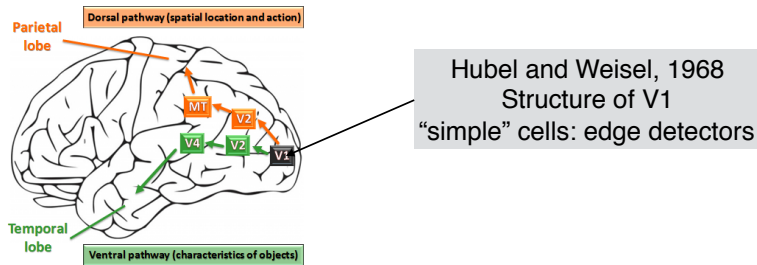 Dorsal pathway (spatial location and action)
Parietal
lobe
MT
V2
V4
V2
V1
Temporal
lobe
Ventral pathway (characteristics of objects)
Hubel and Weisel, 1968
Structure of V1
“simple” cells: edge detectors